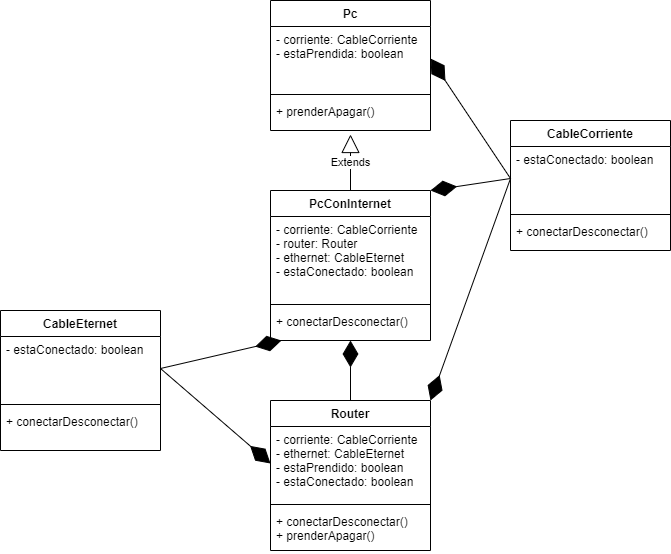 Pc
- corriente: CableCorriente
- estaPrendida: boolean
+ prenderApagar()
CableCorriente
- estaConectado: boolean
+ conectarDesconectar()
Extends
PcConInternet
- corriente: CableCorriente
- router: Router
- ethernet: CableEternet
- estaConectado: boolean
+ conectarDesconectar()
CableEternet
- estaConectado: boolean
+ conectarDesconectar()
Router
- corriente: CableCorriente
- ethernet: CableEternet
- estaPrendido: boolean
- estaConectado: boolean
+ conectarDesconectar()
+ prenderApagar()